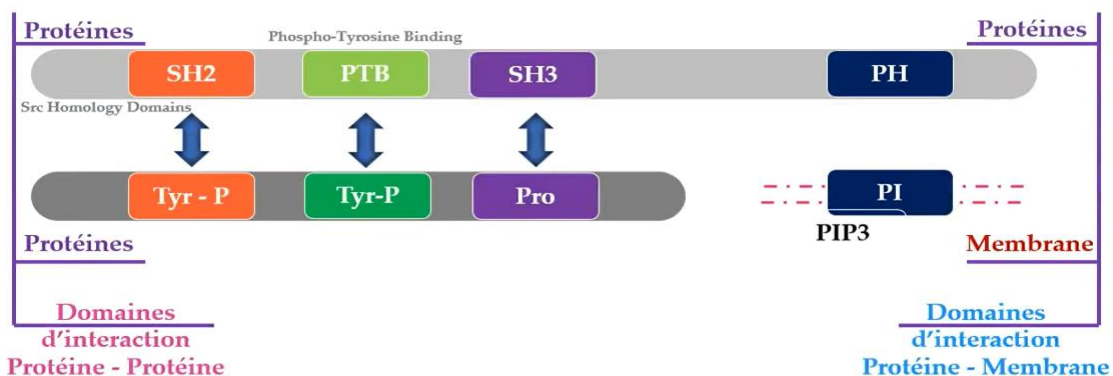 Protéines
Protéines
Phospho-Tyrosine Binding
SH2
PTB
SH3
PH
Src Homology Domains
Tyr - P
Tyr-P
Pro
PI
PIP3
Protéines
Membrane
Domaines
d'interaction
Protéine - Protéine
Domaines
d'interaction
Protéine - Membrane